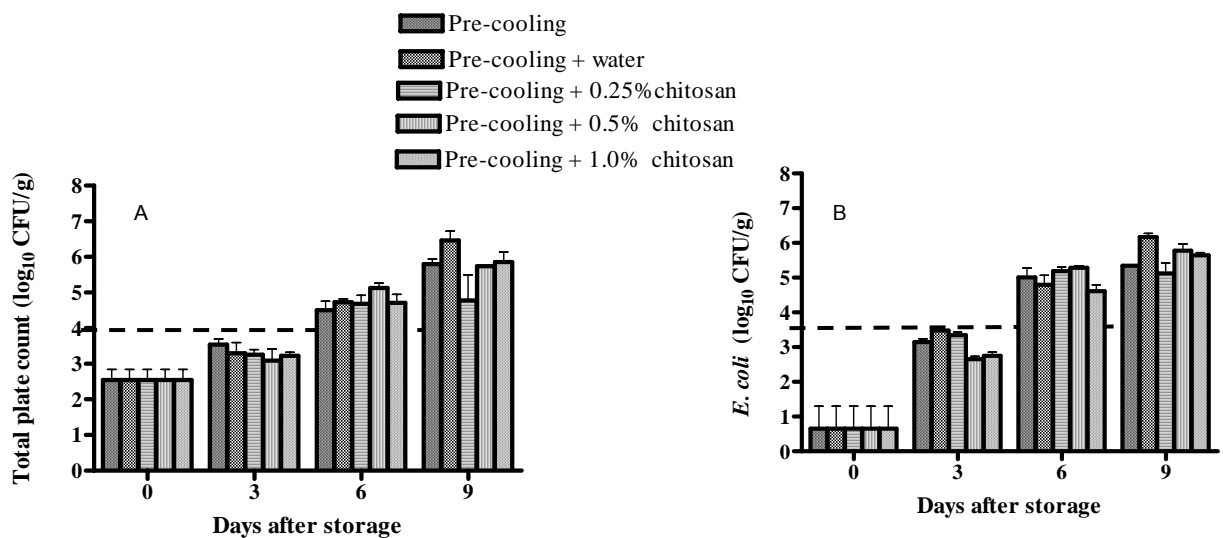 Pre-cooling
Pre-cooling + water
Pre-cooling + 0.25%chitosan
Pre-cooling + 0.5% chitosan
Pre-cooling + 1.0% chitosan
Total plate count (log10 CFU/g)
8
7
6
5
4
3
2
1
0
A
0 3 6 9
Days after storage
E. coli (log10 CFU/g)
8
7
6
5
4
3
2
1
0
B
0 3 6 9
Days after storage